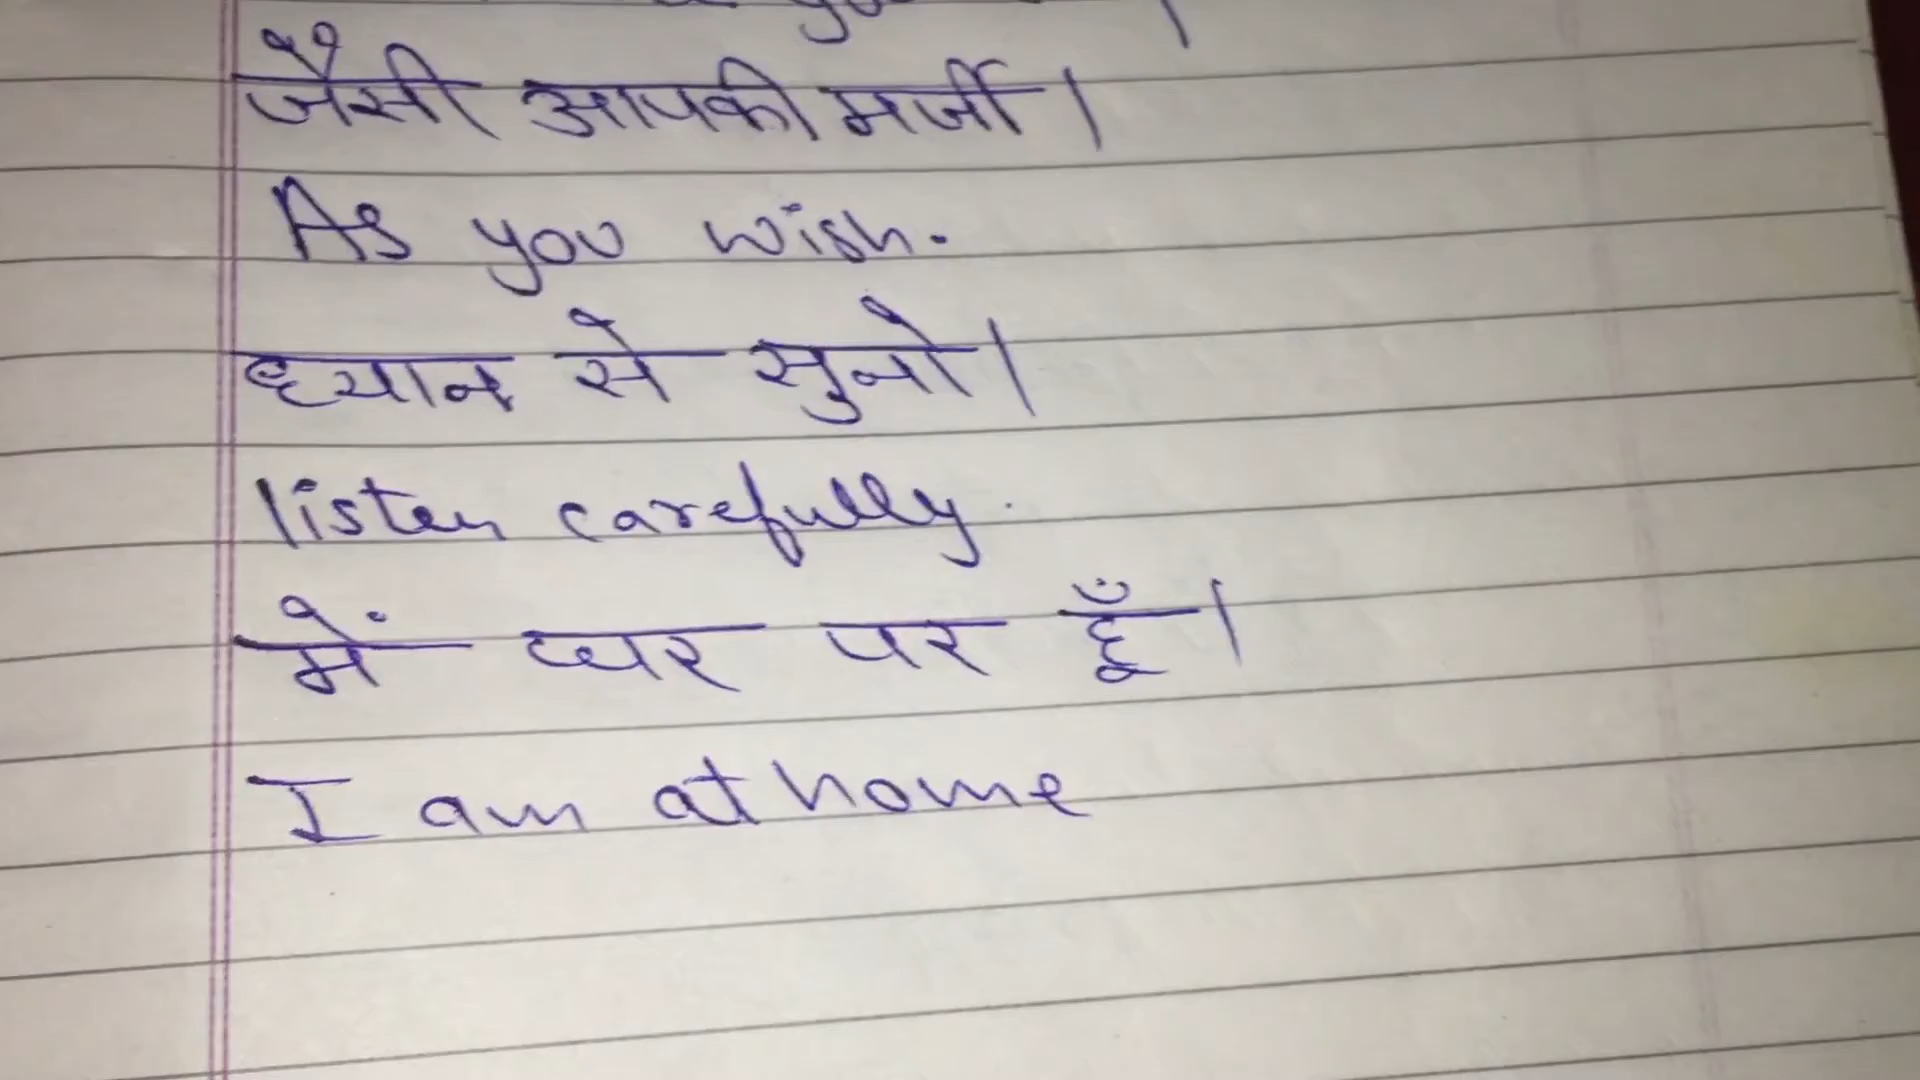 जैसी आपकी मर्जी।
As you wish.
ध्यान से सुनो।
listen carefully.
में घर पर हूँ।
I am at home